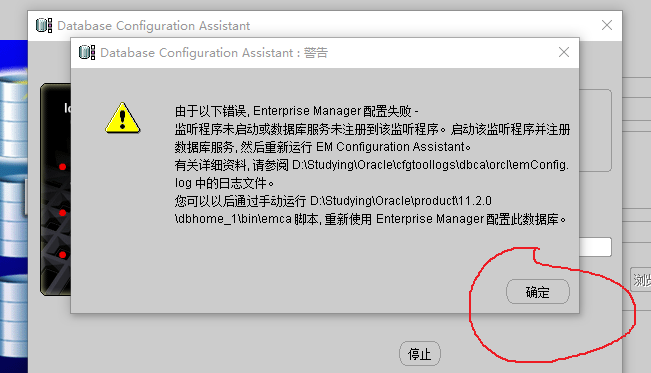 Database Configuration Assistant
Database Configuration Assistant : 警告
由于以下错误, Enterprise Manager 配置失败 -
监听程序未启动或数据库服务未注册到该监听程序。启动该监听程序并注册
数据库服务, 然后重新运行 EM Configuration Assistant。
有关详细资料, 请参阅 D:\Studying\Oracle\cfgtoollogs\dbca\orcl\emConfig.
log 中的日志文件。
您可以以后通过手动运行 D:\Studying\Oracle\product\11.2.0
\dbhome_1\bin\emca 脚本, 重新使用 Enterprise Manager 配置此数据库。
确定
停止